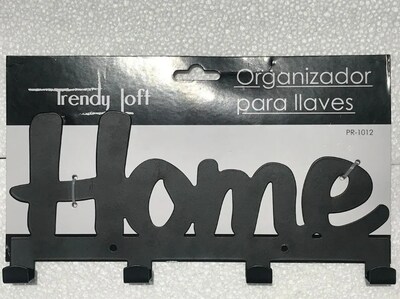 Trendy Loft
Organizador
para llaves
PR-1012
Home